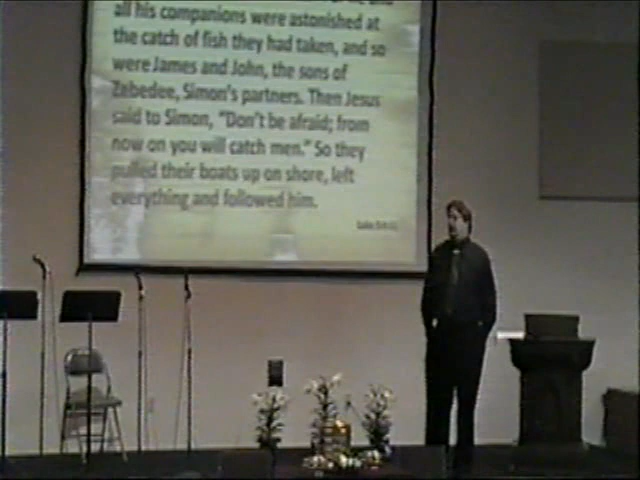 all his companions were astonished at
the catch of fish they had taken, and so
were James and John, the sons of
Zebedee, Simon's partners. Then Jesus
said to Simon, "Don't be afraid; from
now on you will catch men." So they
pulled their boats up on shore, left
everything and followed him.
Luke